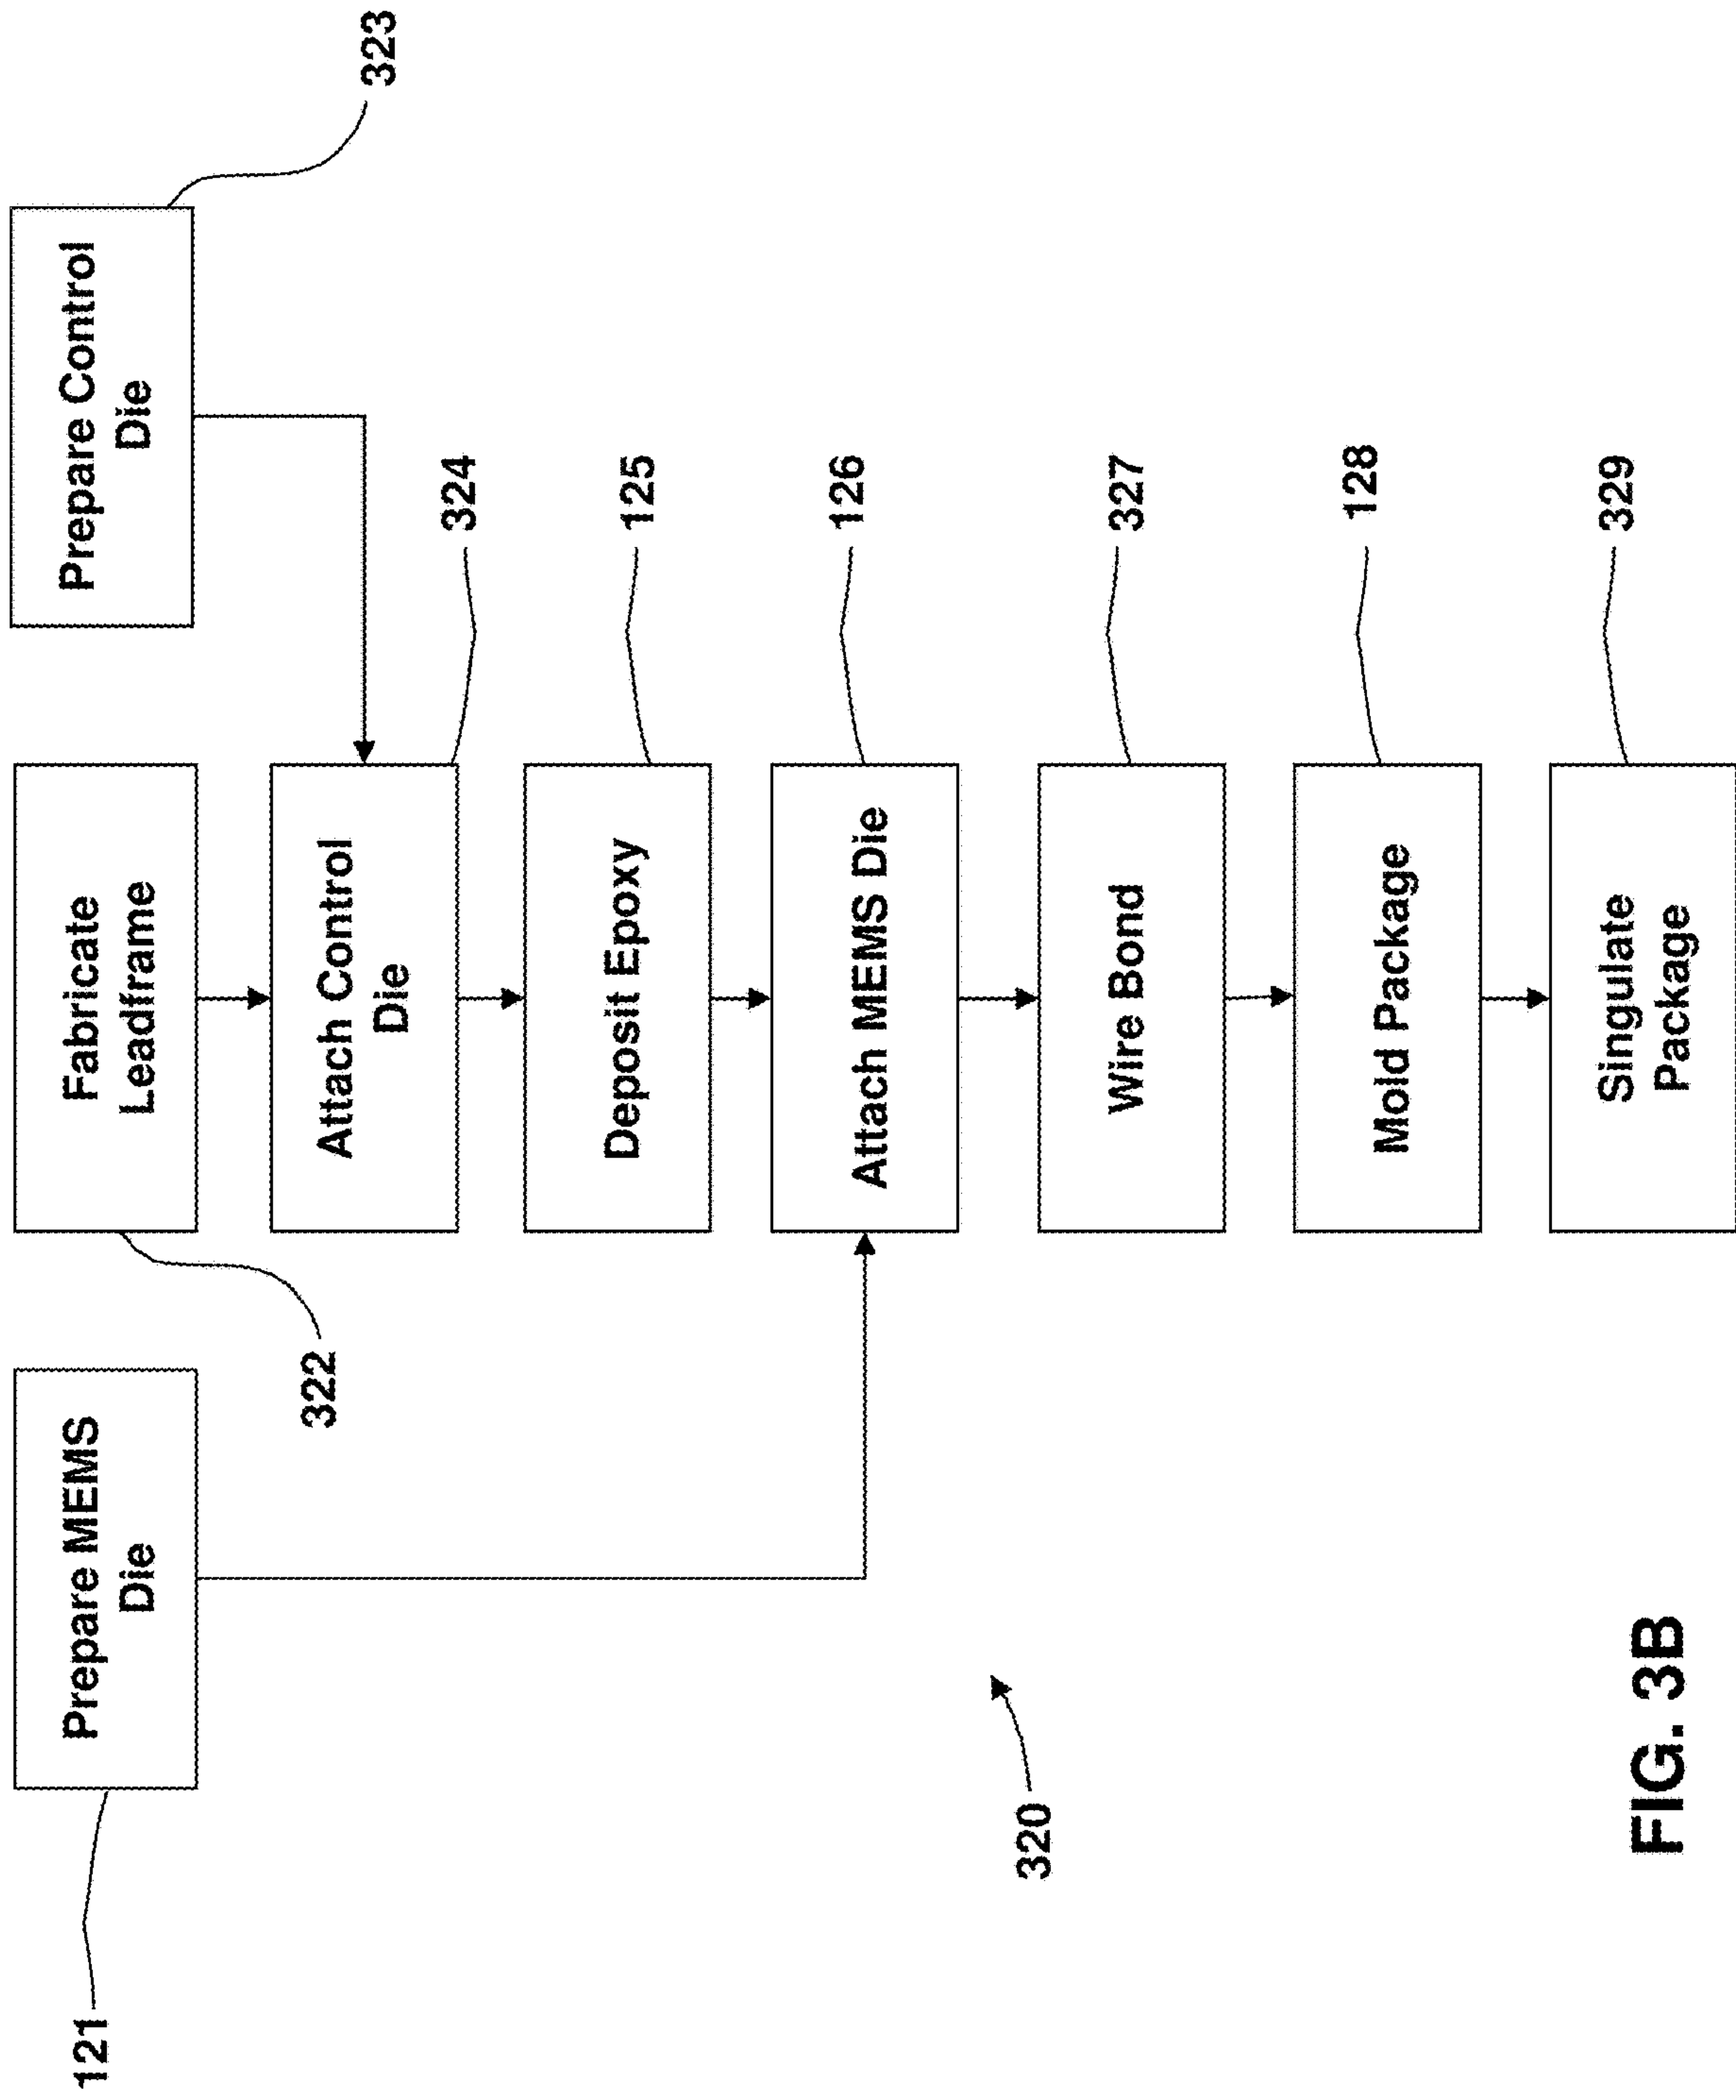 121
Prepare MEMS
Die
322
Fabricate
Leadframe
Prepare Control
Die
323
Attach Control
Die
324
Deposit Epoxy
125
Attach MEMS Die
126
320
Wire Bond
327
Mold Package
128
Singulate
Package
329
FIG. 3B